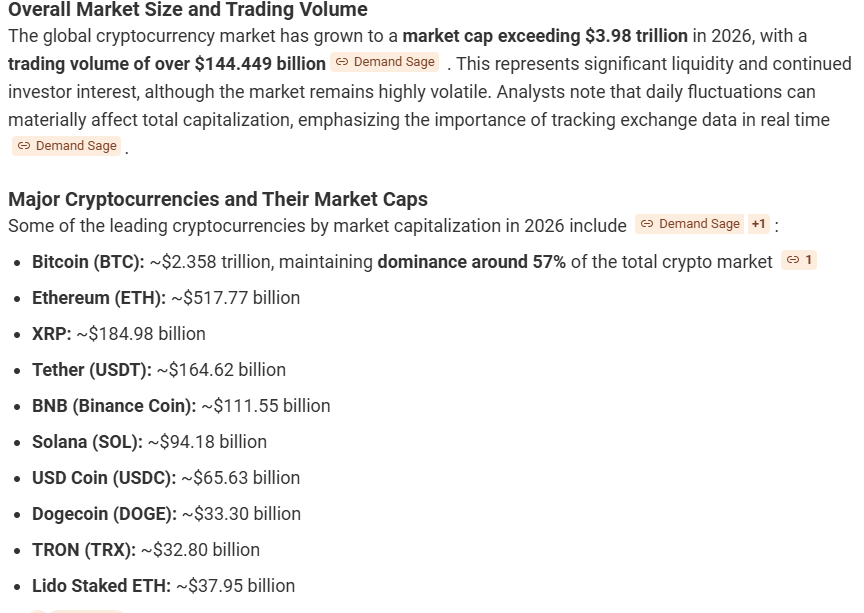 Overall Market Size and Trading Volume
The global cryptocurrency market has grown to a market cap exceeding $3.98 trillion in 2026, with a
trading volume of over $144.449 billion Demand Sage . This represents significant liquidity and continued
investor interest, although the market remains highly volatile. Analysts note that daily fluctuations can
materially affect total capitalization, emphasizing the importance of tracking exchange data in real time
Demand Sage .
Major Cryptocurrencies and Their Market Caps
Some of the leading cryptocurrencies by market capitalization in 2026 include Demand Sage +1 :
• Bitcoin (BTC): ~$2.358 trillion, maintaining dominance around 57% of the total crypto market 1
• Ethereum (ETH): ~$517.77 billion
• XRP: ~$184.98 billion
• Tether (USDT): ~$164.62 billion
• BNB (Binance Coin): ~$111.55 billion
• Solana (SOL): ~$94.18 billion
• USD Coin (USDC): ~$65.63 billion
• Dogecoin (DOGE): ~$33.30 billion
• TRON (TRX): ~$32.80 billion
• Lido Staked ETH: ~$37.95 billion